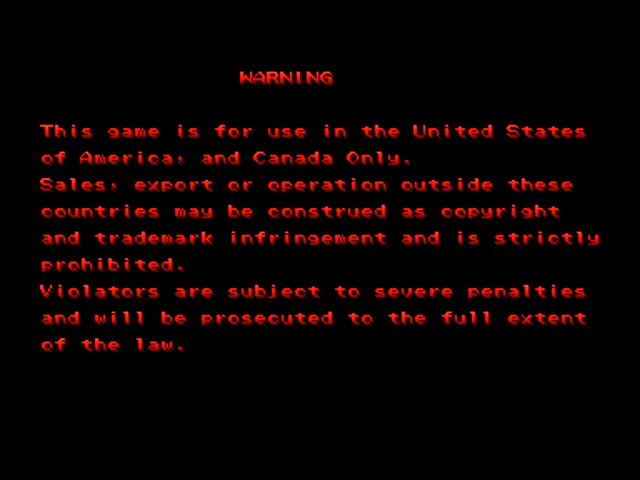 WARNING
This game is for use in the United States
of America, and Canada Only.
Sales, export or operation outside these
countries may be construed as copyright
and trademark infringement and is strictly
prohibited.
Violators are subject to severe penalties
and will be prosecuted to the full extent
of the law.